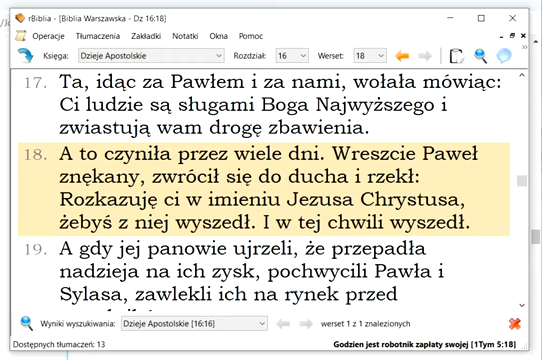 rBiblia - [Biblia Warszawska - Dz 16:18]
Operacje Tłumaczenia Zakładki Notatki Okna Pomoc
Księga: Dzieje Apostolskie Rozdział: 16 Werset: 18
17. Ta, idąc za Pawłem i za nami, wołała mówiąc:
Ci ludzie są sługami Boga Najwyższego i
zwiastują wam drogę zbawienia.
18. A to czyniła przez wiele dni. Wreszcie Paweł
znękany, zwrócił się do ducha i rzekł:
Rozkazuję ci w imieniu Jezusa Chrystusa,
żebyś z niej wyszedł. I w tej chwili wyszedł.
19. A gdy jej panowie ujrzeli, że przepadła
nadzieja na ich zysk, pochwycili Pawła i
Sylasa, zawlekli ich na rynek przed
Wyniki wyszukiwania: Dzieje Apostolskie [16:16] werset 1 z 1 znalezionych
Dostępnych tłumaczeń: 13 Godzien jest robotnik zapłaty swojej [1Tym 5:18]